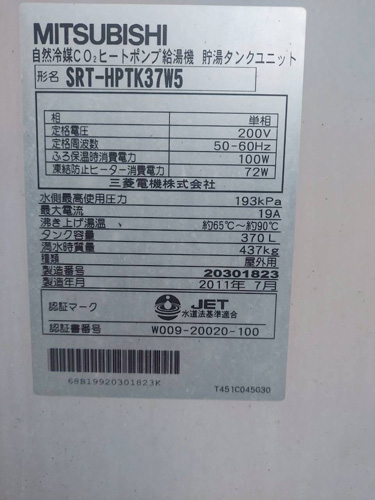 MITSUBISHI
自然冷媒CO₂ヒートポンプ給湯機 貯湯タンクユニット
形名 SRT-HPTK37W5
相 単相
定格電圧 200V
定格周波数 50-60Hz
ふろ保温時消費電力 100W
凍結防止ヒーター消費電力 72W
三菱電機株式会社
水側最高使用圧力 193kPa
最大電流 19A
沸き上げ湯温 約65℃~約90℃
タンク容量 370L
満水時質量 437kg
種類 屋外用
製造番号 20301823
製造年月 2011年 7月
認証マーク JET
水道法基準適合
認証書番号 W009-20020-100
68B19920301823K
T451C045G30